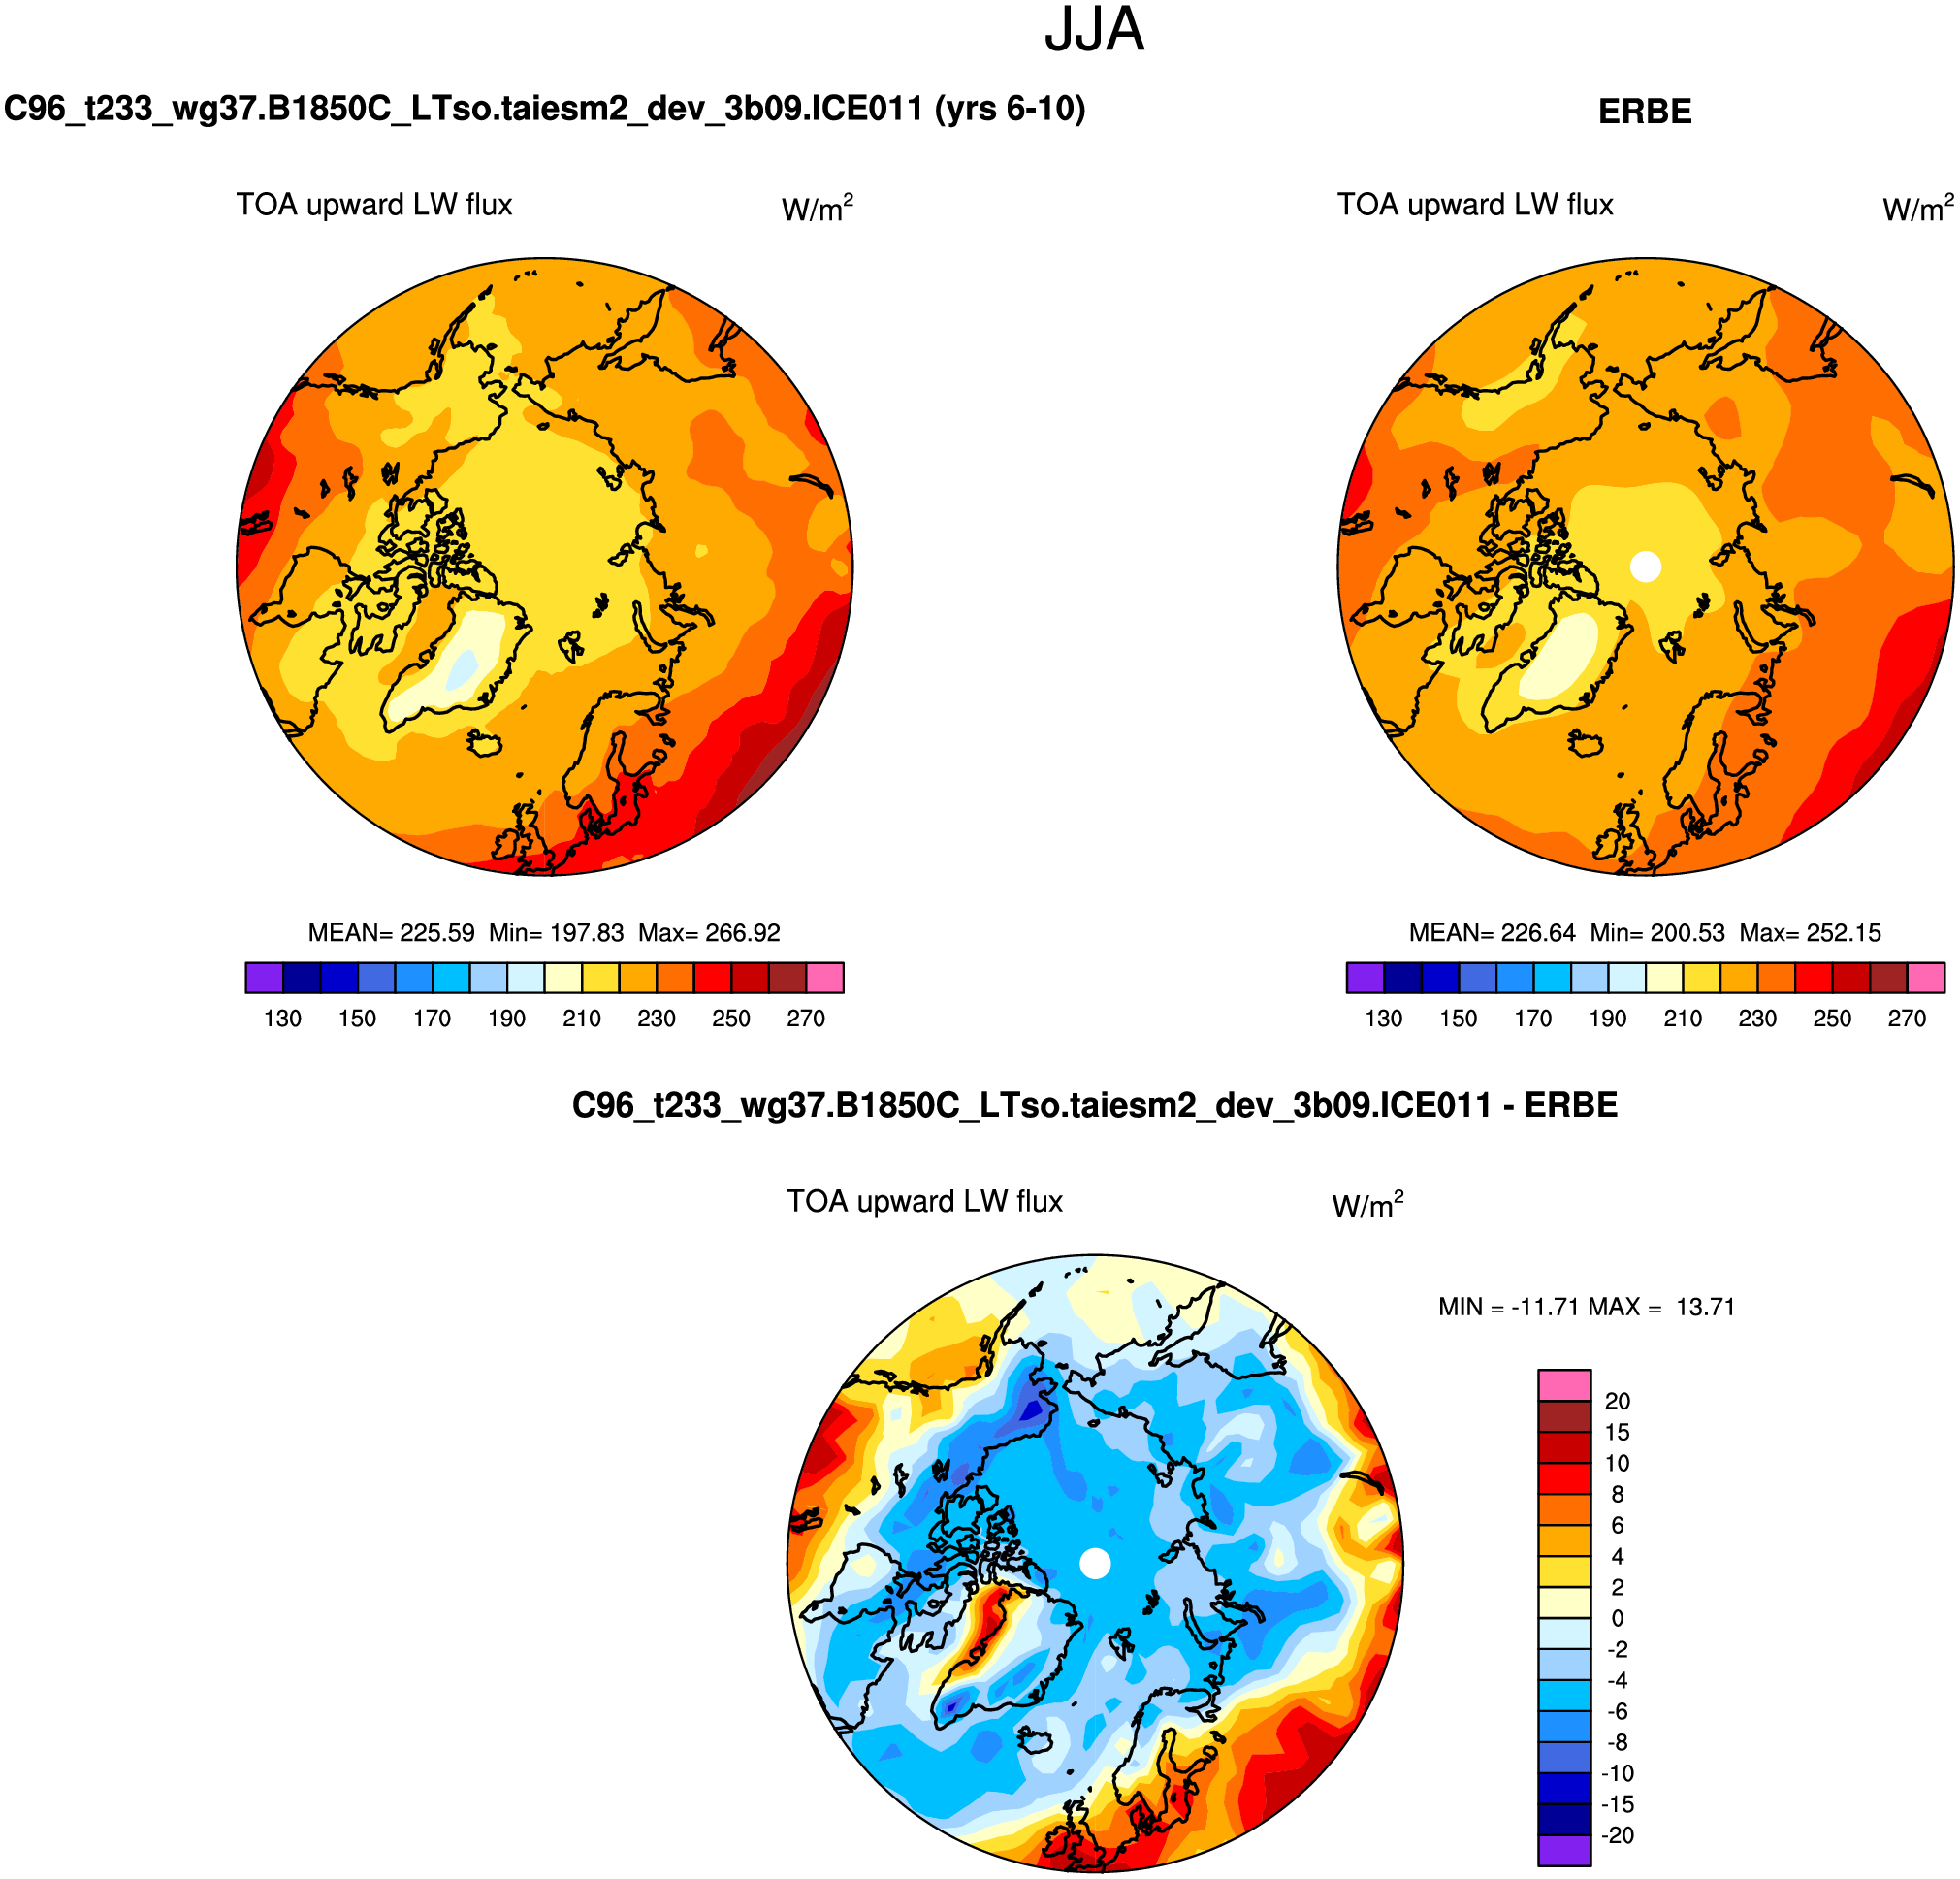 JJA
C96_t233_wg37.B1850C_LTso.taiesm2_dev_3b09.ICE011 (yrs 6-10)
ERBE
TOA upward LW flux W/m²
TOA upward LW flux W/m²
MEAN= 225.59 Min= 197.83 Max= 266.92
MEAN= 226.64 Min= 200.53 Max= 252.15
130 150 170 190 210 230 250 270
130 150 170 190 210 230 250 270
C96_t233_wg37.B1850C_LTso.taiesm2_dev_3b09.ICE011 - ERBE
TOA upward LW flux W/m²
MIN = -11.71 MAX = 13.71
20
15
10
8
6
4
2
0
-2
-4
-6
-8
-10
-15
-20